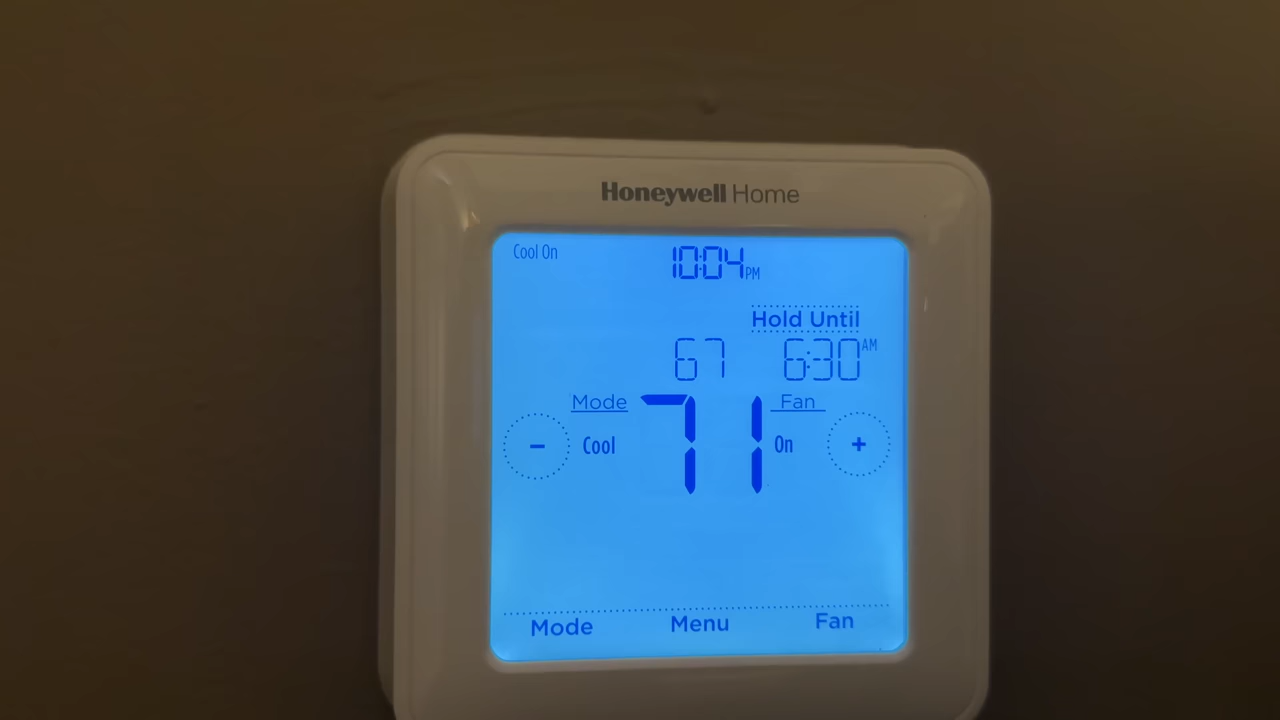 Honeywell Home
Cool On
10:04 PM
Hold Until
67
6:30 AM
Mode
71
Fan
−
Cool
On
+
Mode
Menu
Fan